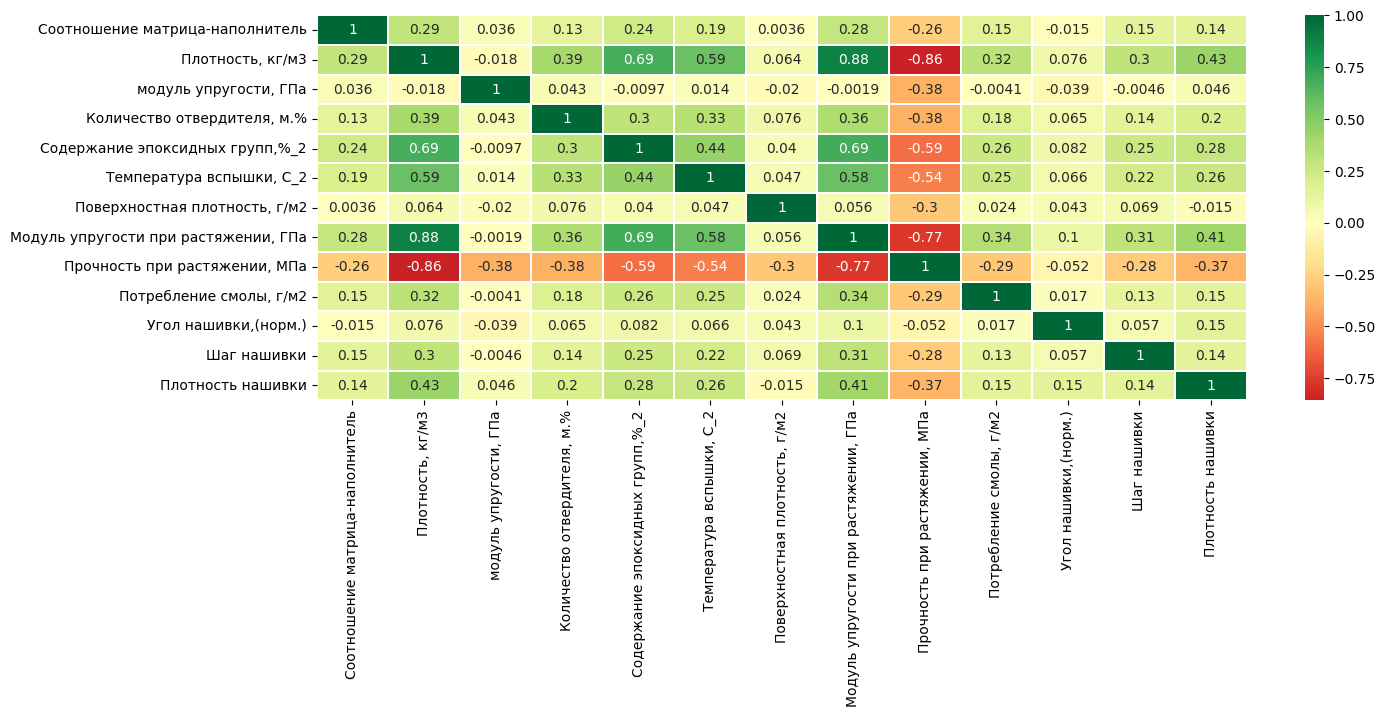 Соотношение матрица-наполнитель 1 0.29 0.036 0.13 0.24 0.19 0.0036 0.28 -0.26 0.15 -0.015 0.15 0.14
Плотность, кг/м3 0.29 1 -0.018 0.39 0.69 0.59 0.064 0.88 -0.86 0.32 0.076 0.3 0.43
модуль упругости, ГПа 0.036 -0.018 1 0.043 -0.0097 0.014 -0.02 -0.0019 -0.38 -0.0041 -0.039 -0.0046 0.046
Количество отвердителя, м.% 0.13 0.39 0.043 1 0.3 0.33 0.076 0.36 -0.38 0.18 0.065 0.14 0.2
Содержание эпоксидных групп,%_2 0.24 0.69 -0.0097 0.3 1 0.44 0.04 0.69 -0.59 0.26 0.082 0.25 0.28
Температура вспышки, С_2 0.19 0.59 0.014 0.33 0.44 1 0.047 0.58 -0.54 0.25 0.066 0.22 0.26
Поверхностная плотность, г/м2 0.0036 0.064 -0.02 0.076 0.04 0.047 1 0.056 -0.3 0.024 0.043 0.069 -0.015
Модуль упругости при растяжении, ГПа 0.28 0.88 -0.0019 0.36 0.69 0.58 0.056 1 -0.77 0.34 0.1 0.31 0.41
Прочность при растяжении, МПа -0.26 -0.86 -0.38 -0.38 -0.59 -0.54 -0.3 -0.77 1 -0.29 -0.052 -0.28 -0.37
Потребление смолы, г/м2 0.15 0.32 -0.0041 0.18 0.26 0.25 0.024 0.34 -0.29 1 0.017 0.13 0.15
Угол нашивки,(норм.) -0.015 0.076 -0.039 0.065 0.082 0.066 0.043 0.1 -0.052 0.017 1 0.057 0.15
Шаг нашивки 0.15 0.3 -0.0046 0.14 0.25 0.22 0.069 0.31 -0.28 0.13 0.057 1 0.14
Плотность нашивки 0.14 0.43 0.046 0.2 0.28 0.26 -0.015 0.41 -0.37 0.15 0.15 0.14 1
Соотношение матрица-наполнитель
Плотность, кг/м3
модуль упругости, ГПа
Количество отвердителя, м.%
Содержание эпоксидных групп,%_2
Температура вспышки, С_2
Поверхностная плотность, г/м2
Модуль упругости при растяжении, ГПа
Прочность при растяжении, МПа
Потребление смолы, г/м2
Угол нашивки,(норм.)
Шаг нашивки
Плотность нашивки
1.00
0.75
0.50
0.25
0.00
−0.25
−0.50
−0.75